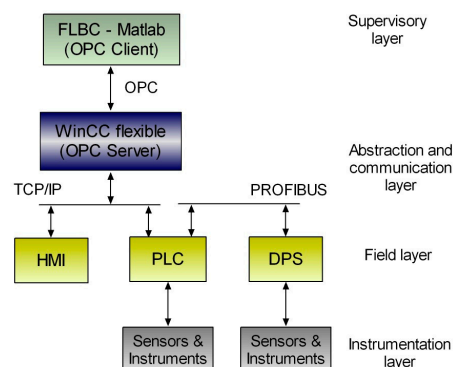 FLBC - Matlab
(OPC Client)
Supervisory
layer
OPC
WinCC flexible
(OPC Server)
Abstraction and
communication
layer
TCP/IP
PROFIBUS
HMI
PLC
DPS
Field layer
Sensors &
Instruments
Sensors &
Instruments
Instrumentation
layer